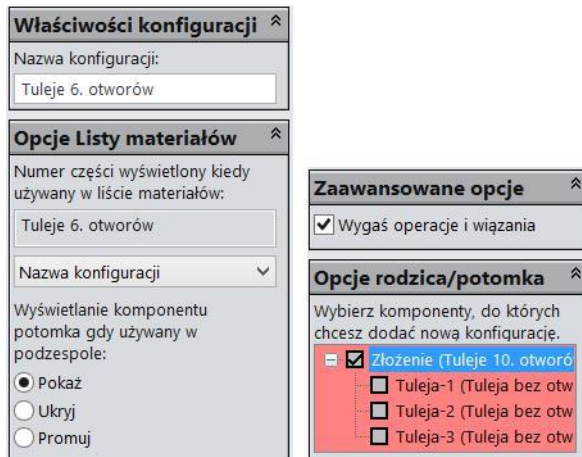 Właściwości konfiguracji
Nazwa konfiguracji:
Tuleje 6. otworów
Opcje Listy materiałów
Numer części wyświetlony kiedy
używany w liście materiałów:
Tuleje 6. otworów
Nazwa konfiguracji
Wyświetlanie komponentu
potomka gdy używany w
podzespole:
Pokaż
Ukryj
Promuj
Zaawansowane opcje
Wygaś operacje i wiązania
Opcje rodzica/potomka
Wybierz komponenty, do których
chcesz dodać nową konfigurację.
Złożenie (Tuleje 10. otworó
Tuleja-1 (Tuleja bez otw
Tuleja-2 (Tuleja bez otw
Tuleja-3 (Tuleja bez otw